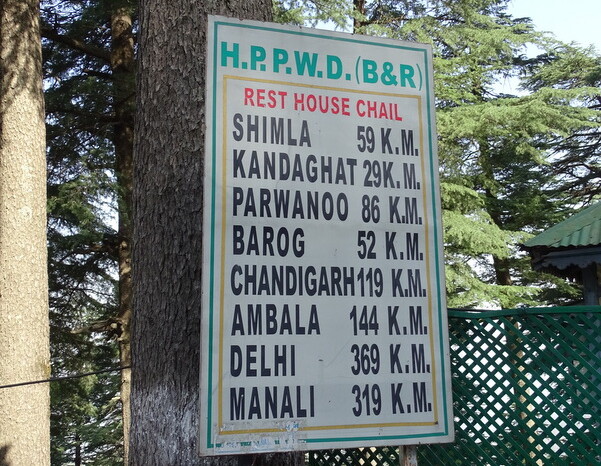 H.P.P.W.D.(B&R)
REST HOUSE CHAIL
SHIMLA 59 K.M.
KANDAGHAT 29K.M.
PARWANOO 86 K.M.
BAROG 52 K.M.
CHANDIGARH 119 K.M.
AMBALA 144 K.M.
DELHI 369 K.M.
MANALI 319 K.M.